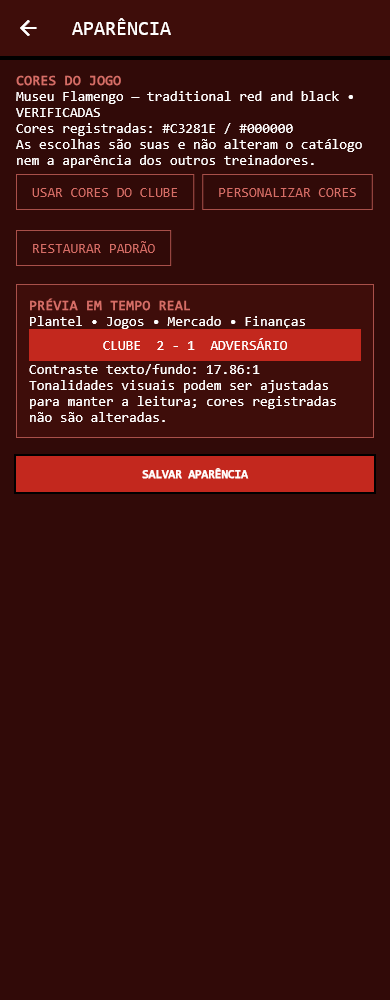 APARÊNCIA
CORES DO JOGO
Museu Flamengo — traditional red and black •
VERIFICADAS
Cores registradas: #C3281E / #000000
As escolhas são suas e não alteram o catálogo
nem a aparência dos outros treinadores.
USAR CORES DO CLUBE
PERSONALIZAR CORES
RESTAURAR PADRÃO
PRÉVIA EM TEMPO REAL
Plantel • Jogos • Mercado • Finanças
CLUBE 2 - 1 ADVERSÁRIO
Contraste texto/fundo: 17.86:1
Tonalidades visuais podem ser ajustadas
para manter a leitura; cores registradas
não são alteradas.
SALVAR APARÊNCIA